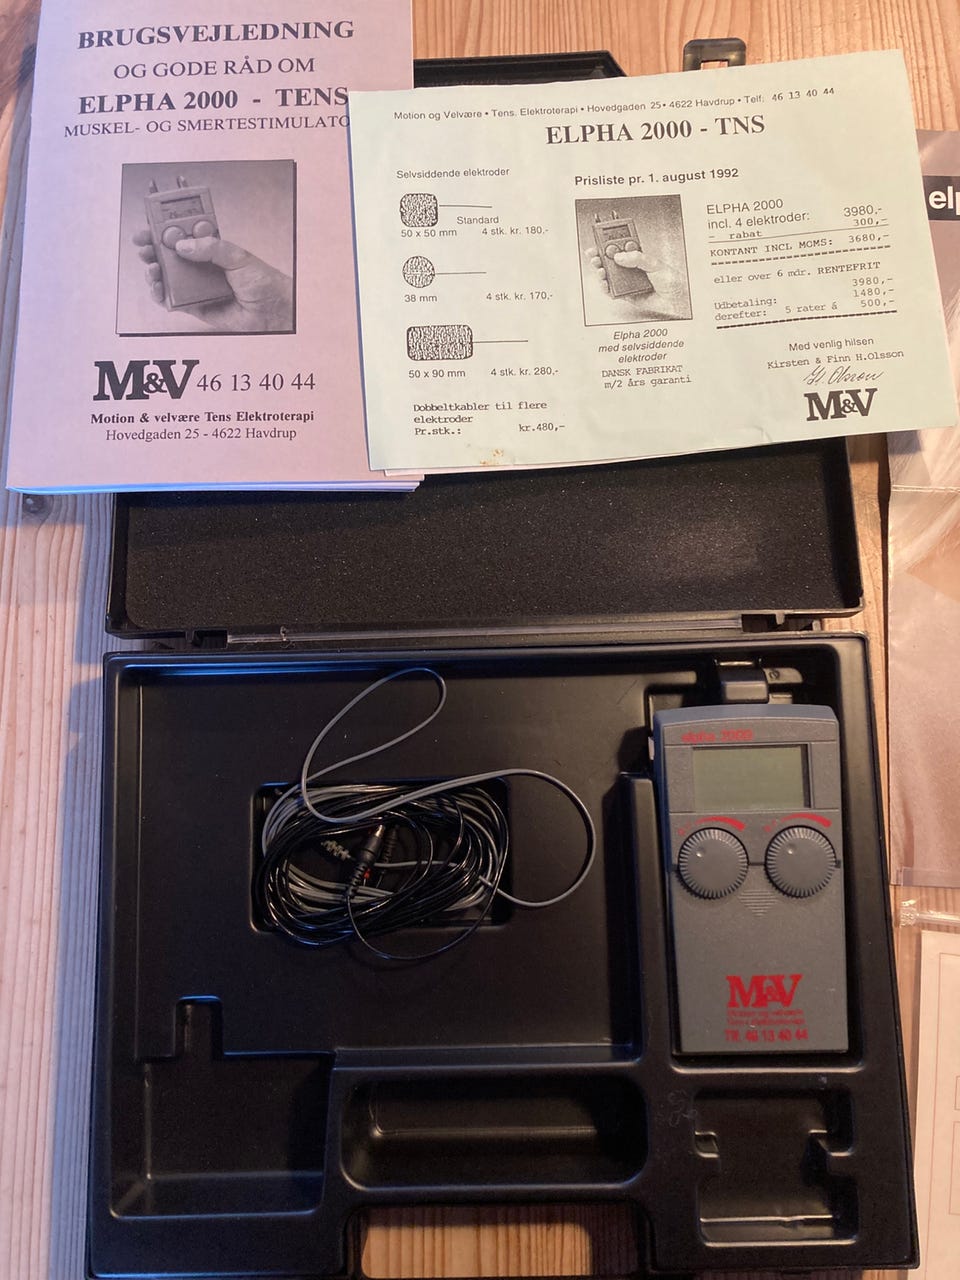 BRUGSVEJLEDNING
OG GODE RÅD OM
ELPHA 2000 - TENS
MUSKEL- OG SMERTESTIMULATO
M&V 46 13 40 44
Motion & velvære Tens Elektroterapi
Hovedgaden 25 - 4622 Havdrup
Motion og Velvære • Tens. Elektroterapi • Hovedgaden 25 • 4622 Havdrup • Telf: 46 13 40 44
ELPHA 2000 - TNS
Selvsiddende elektroder
Standard
50 x 50 mm 4 stk. kr. 180,-
38 mm 4 stk. kr. 170,-
50 x 90 mm 4 stk. kr. 280,-
Dobbeltkabler til flere
elektroder
Pr.stk.: kr.480,-
Prisliste pr. 1. august 1992
Elpha 2000
med selvsiddende
elektroder
DANSK FABRIKAT
m/2 års garanti
ELPHA 2000
incl. 4 elektroder: 3980,-
- rabat 300,-
KONTANT INCL MOMS: 3680,-
eller over 6 mdr. RENTEFRIT
3980,-
Udbetaling: 1480,-
derefter: 5 rater á 500,-
Med venlig hilsen
Kirsten & Finn H.Olsson
M&V
elp
elpha 2000
M&V
Motion og velvære
Tens Elektroterapi
Tlf. 46 13 40 44